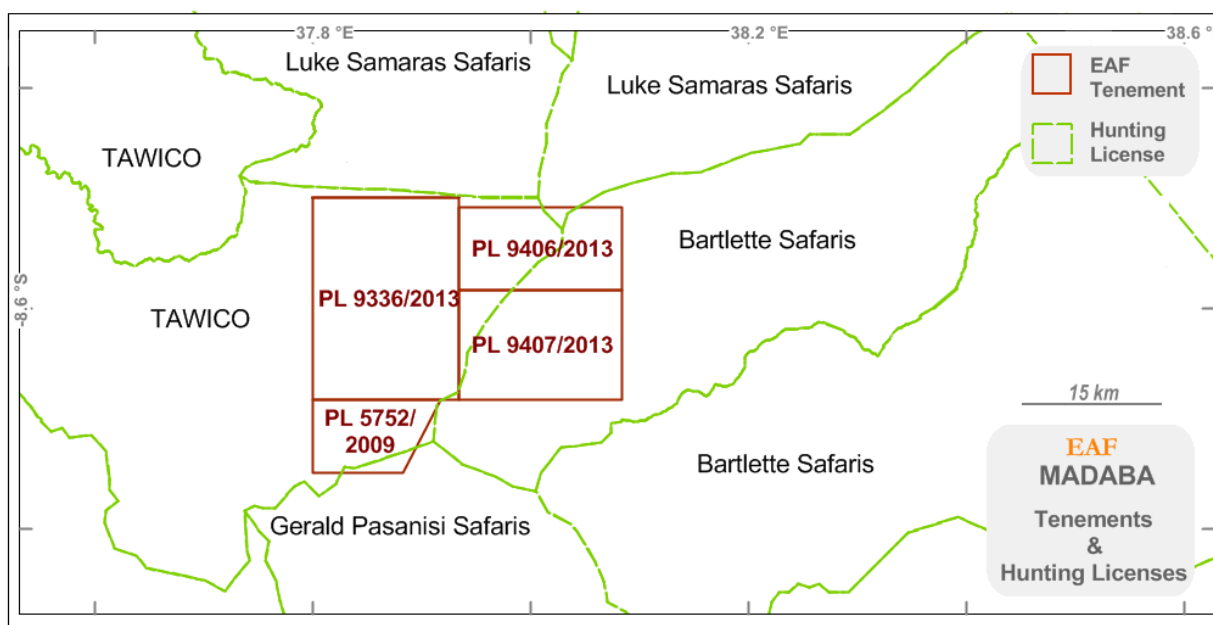 37.8 °E
38.2 °E
38.6 °
Luke Samaras Safaris
Luke Samaras Safaris
EAF
Tenement
Hunting
License
TAWICO
Bartlette Safaris
PL 9406/2013
-8.6 °S
PL 9336/2013
TAWICO
PL 9407/2013
15 km
PL 5752/
2009
EAF
MADABA
Tenements
&
Hunting Licenses
Bartlette Safaris
Gerald Pasanisi Safaris